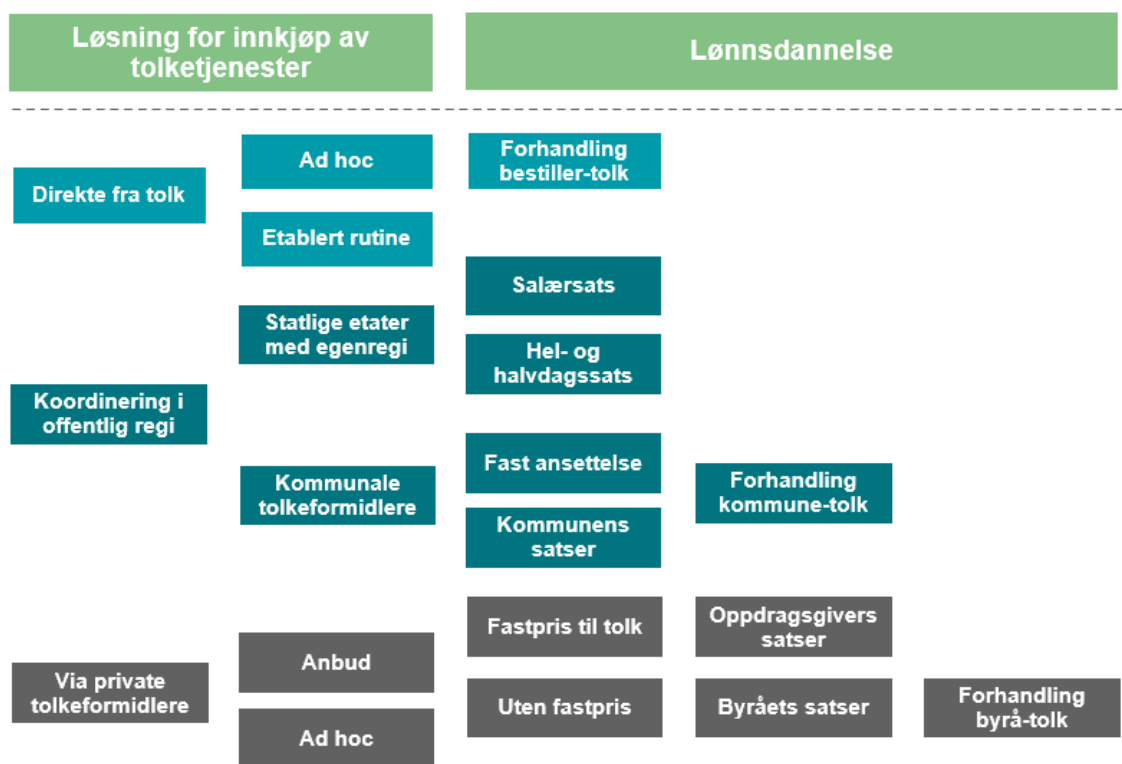 Løsning for innkjøp av
tolketjenester
Lønnsdannelse
Direkte fra tolk
Ad hoc
Etablert rutine
Forhandling
bestiller-tolk
Koordinering i
offentlig regi
Statlige etater
med egenregi
Salærsats
Hel- og
halvdagssats
Kommunale
tolkeformidlere
Fast ansettelse
Kommunens
satser
Forhandling
kommune-tolk
Via private
tolkeformidlere
Anbud
Ad hoc
Fastpris til tolk
Oppdragsgivers
satser
Uten fastpris
Byråets satser
Forhandling
byrå-tolk